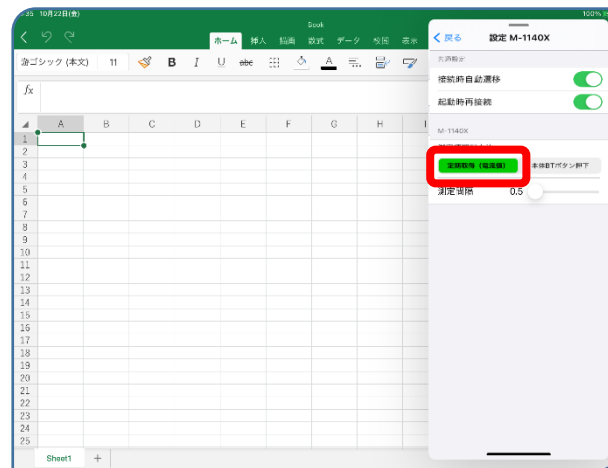 10月22日(金)
100%
Book
ホーム 挿入 描画 数式 データ 校閲 表示
戻る 設定 M-1140X
游ゴシック (本文) 11 B I U abc A
共通設定
接続時自動遷移
fx
起動時再接続
A B C D E F G H I
M-1140X
1
2
3
定期取得 (電流値) 本体BTボタン押下
4
5
測定間隔 0.5
6
7
8
9
10
11
12
13
14
15
16
17
18
19
20
21
22
23
24
25
Sheet1 +